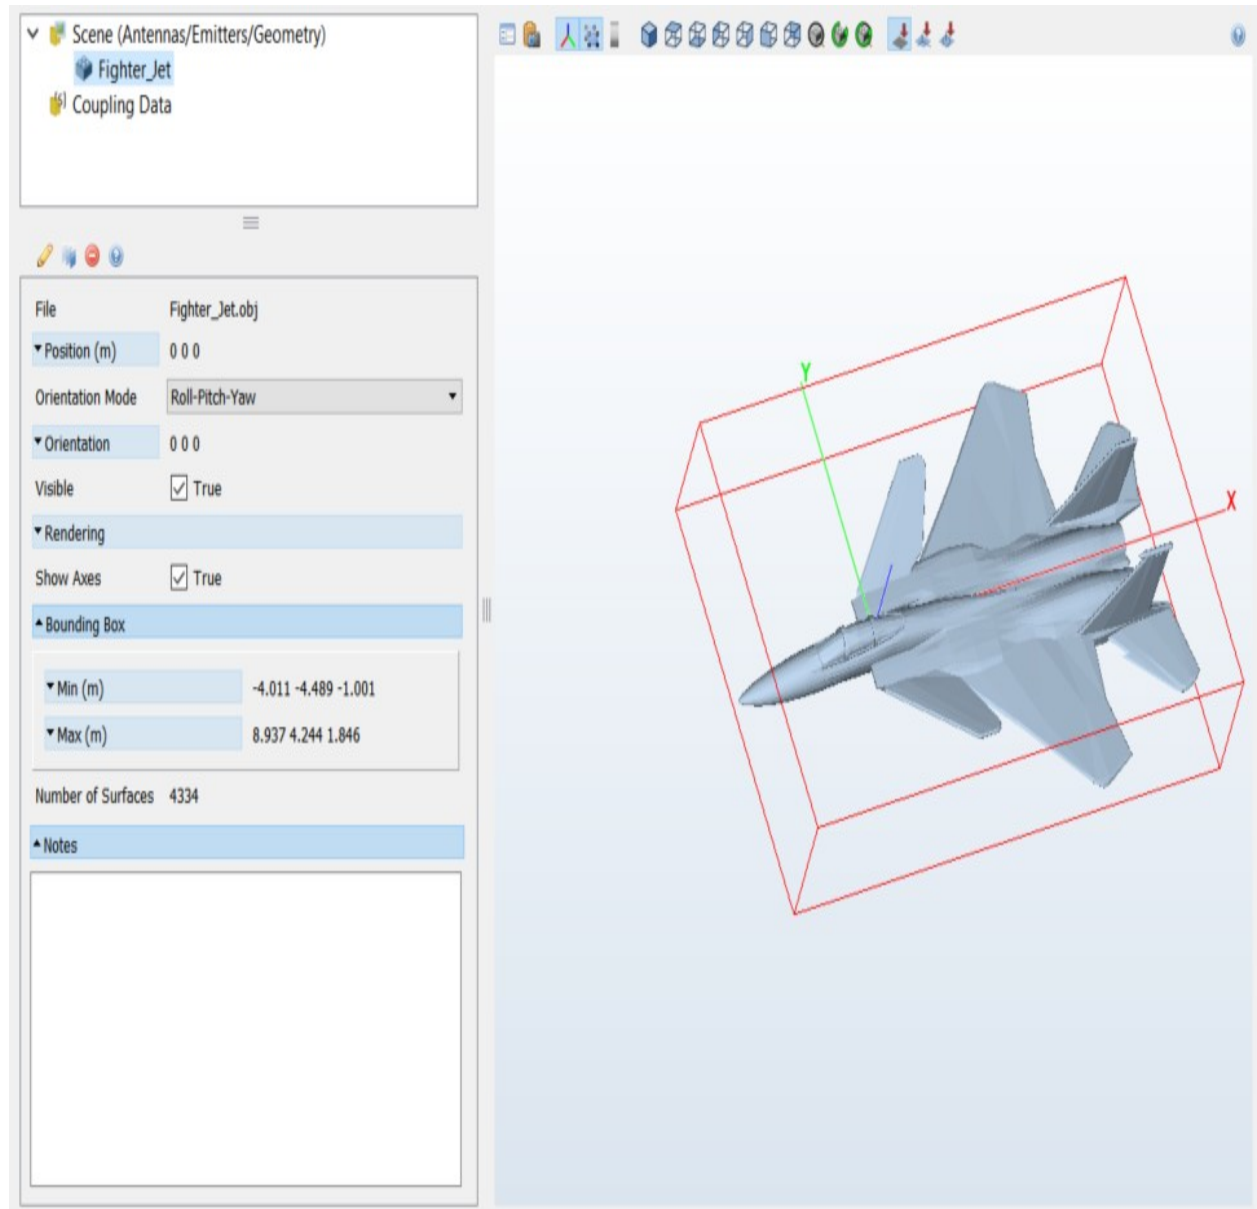 Scene (Antennas/Emitters/Geometry)
Fighter_Jet
Coupling Data
File Fighter_Jet.obj
Position (m) 0 0 0
Orientation Mode Roll-Pitch-Yaw
Orientation 0 0 0
Visible True
Rendering
Show Axes True
Bounding Box
Min (m) -4.011 -4.489 -1.001
Max (m) 8.937 4.244 1.846
Number of Surfaces 4334
Notes
Y
X